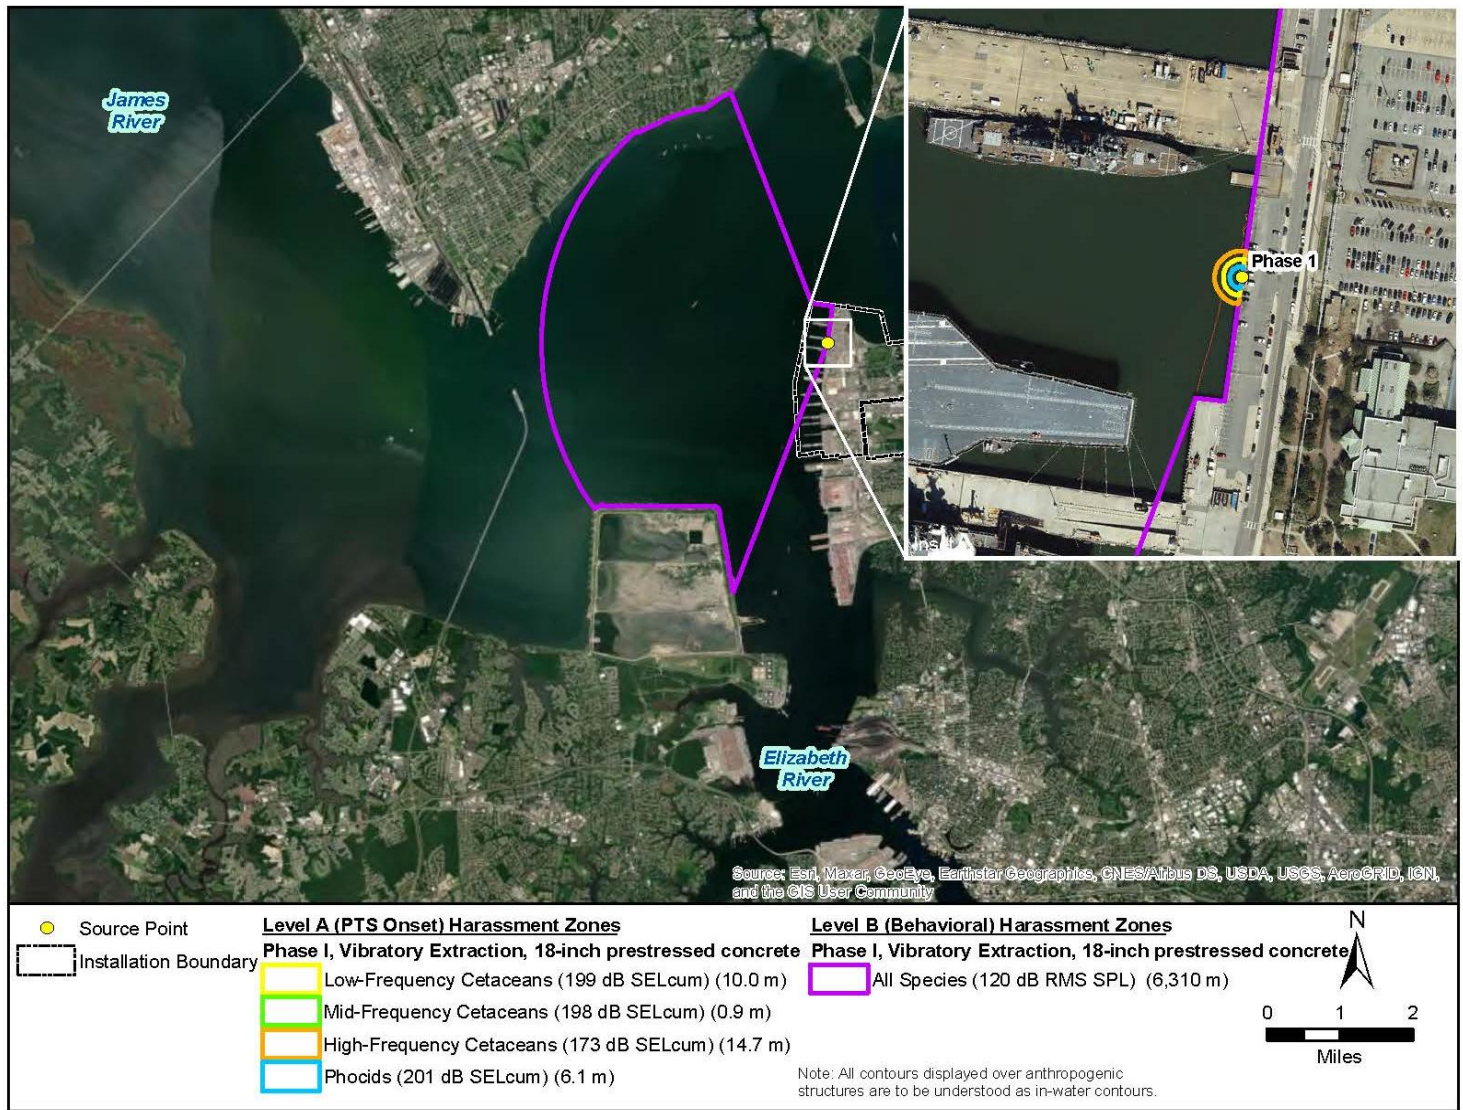 James
River
Phase 1
Elizabeth
River
Source: Esri, Maxar, GeoEye, Earthstar Geographics, CNES/Airbus DS, USDA, USGS, AeroGRID, IGN,
and the GIS User Community
Source Point
Installation Boundary
Level A (PTS Onset) Harassment Zones
Phase I, Vibratory Extraction, 18-inch prestressed concrete
Low-Frequency Cetaceans (199 dB SELcum) (10.0 m)
Mid-Frequency Cetaceans (198 dB SELcum) (0.9 m)
High-Frequency Cetaceans (173 dB SELcum) (14.7 m)
Phocids (201 dB SELcum) (6.1 m)
Level B (Behavioral) Harassment Zones
Phase I, Vibratory Extraction, 18-inch prestressed concrete
All Species (120 dB RMS SPL) (6,310 m)
Note: All contours displayed over anthropogenic
structures are to be understood as in-water contours.
N
0 1 2
Miles